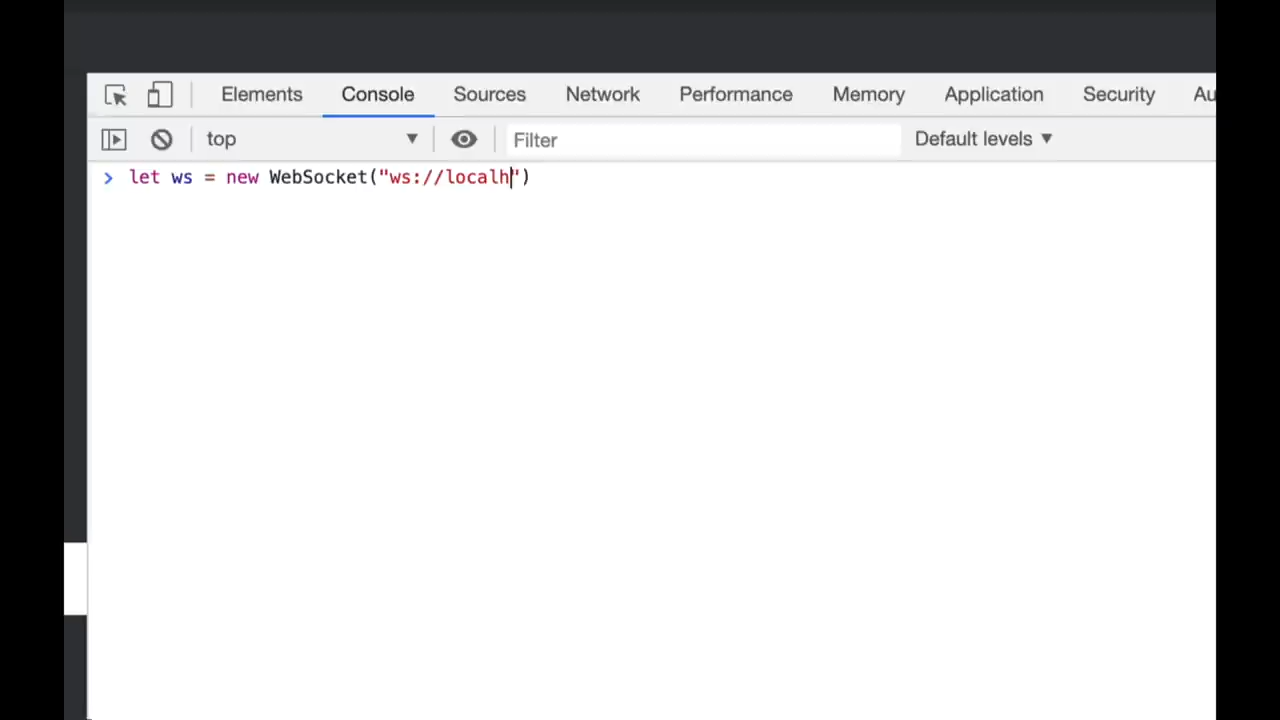 Elements Console Sources Network Performance Memory Application Security Au
top ▼ Filter Default levels ▼
> let ws = new WebSocket("ws://localh")